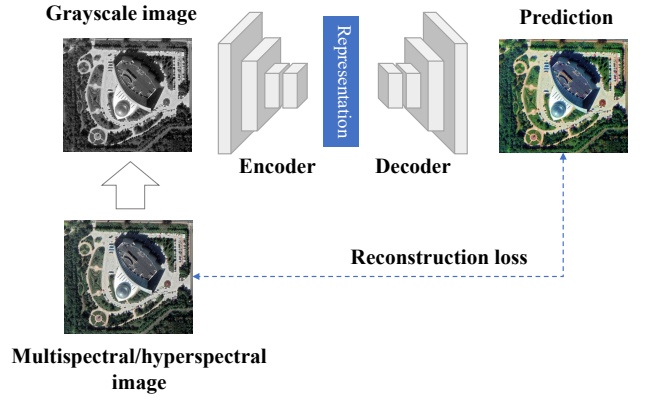 Grayscale image
Prediction
Representation
Encoder
Decoder
Reconstruction loss
Multispectral/hyperspectral
image